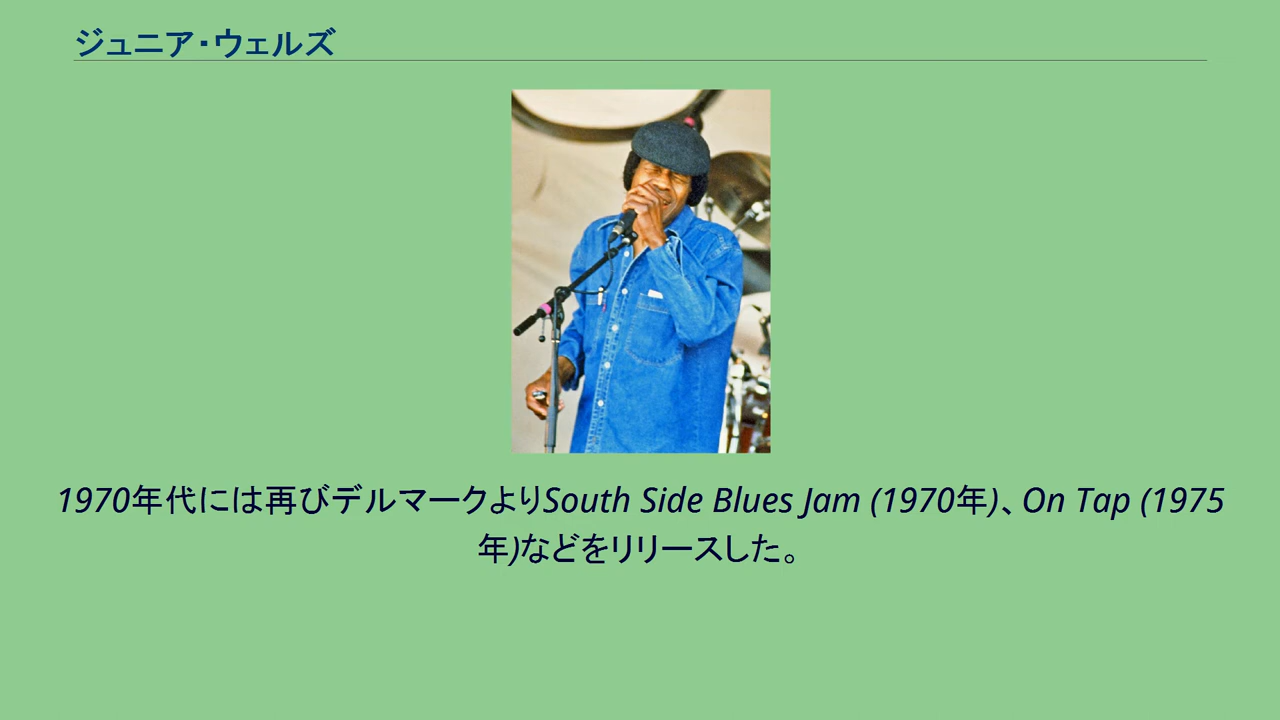 ジュニア・ウェルズ
1970年代には再びデルマークよりSouth Side Blues Jam (1970年)、On Tap (1975
年)などをリリースした。